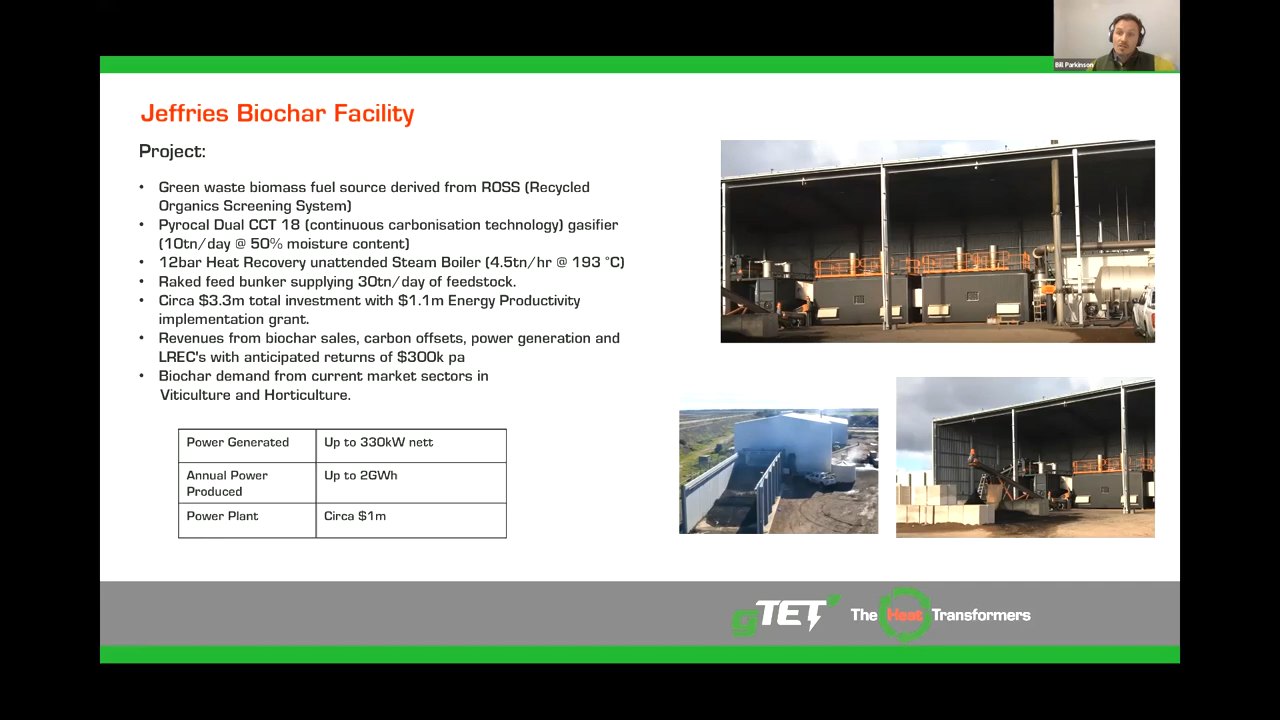 Bill Parkinson
Jeffries Biochar Facility
Project:
• Green waste biomass fuel source derived from ROSS (Recycled
Organics Screening System)
• Pyrocal Dual CCT 18 (continuous carbonisation technology) gasifier
(10tn/day @ 50% moisture content)
• 12bar Heat Recovery unattended Steam Boiler (4.5tn/hr @ 193 °C)
• Raked feed bunker supplying 30tn/day of feedstock.
• Circa $3.3m total investment with $1.1m Energy Productivity
implementation grant.
• Revenues from biochar sales, carbon offsets, power generation and
LREC's with anticipated returns of $300k pa
• Biochar demand from current market sectors in
Viticulture and Horticulture.
Power Generated Up to 330kW nett
Annual Power Up to 2GWh
Produced
Power Plant Circa $1m
gTET The Heat Transformers